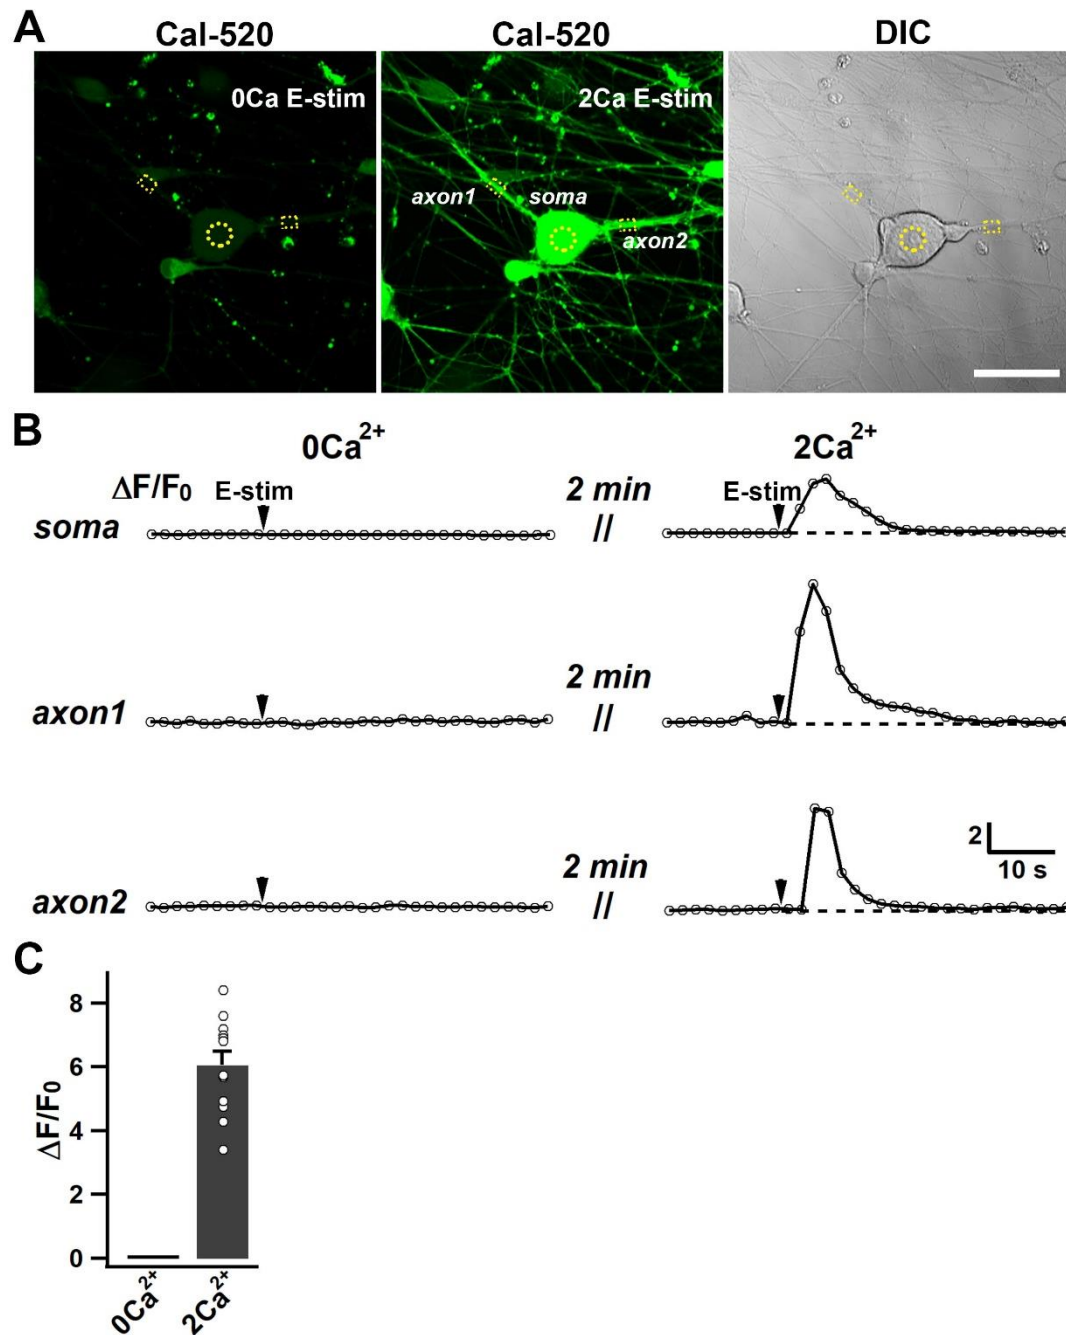 A
Cal-520
Cal-520
DIC
0Ca E-stim
2Ca E-stim
axon1
soma
axon2
B
0Ca²⁺
2Ca²⁺
ΔF/F₀ E-stim
2 min
E-stim
soma
//
2 min
axon1
//
2 min
2
10 s
axon2
//
C
8
6
4
2
0
ΔF/F₀
0Ca²⁺
2Ca²⁺